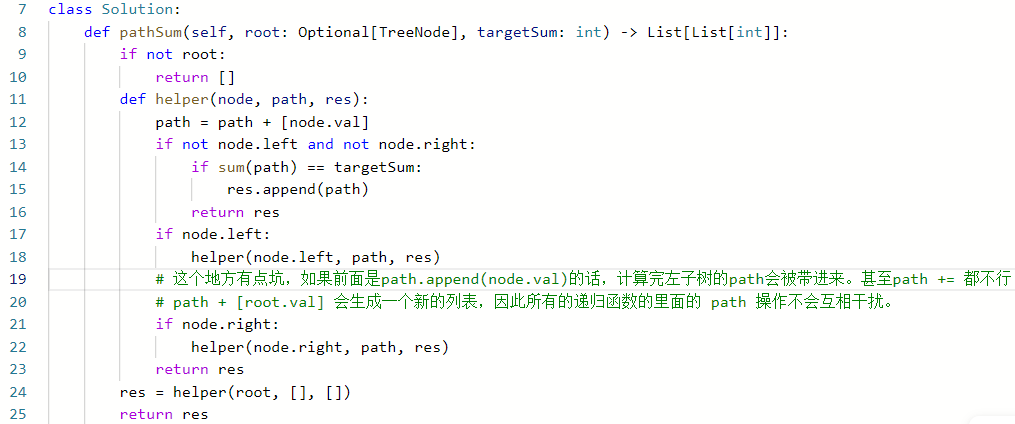 7 class Solution:
8     def pathSum(self, root: Optional[TreeNode], targetSum: int) -> List[List[int]]:
9         if not root:
10             return []
11         def helper(node, path, res):
12             path = path + [node.val]
13             if not node.left and not node.right:
14                 if sum(path) == targetSum:
15                     res.append(path)
16                 return res
17             if node.left:
18                 helper(node.left, path, res)
19             # 这个地方有点坑，如果前面是path.append(node.val)的话，计算完左子树的path会被带进来。甚至path += 都不行
20             # path + [root.val] 会生成一个新的列表，因此所有的递归函数的里面的 path 操作不会互相干扰。
21             if node.right:
22                 helper(node.right, path, res)
23             return res
24         res = helper(root, [], [])
25         return res